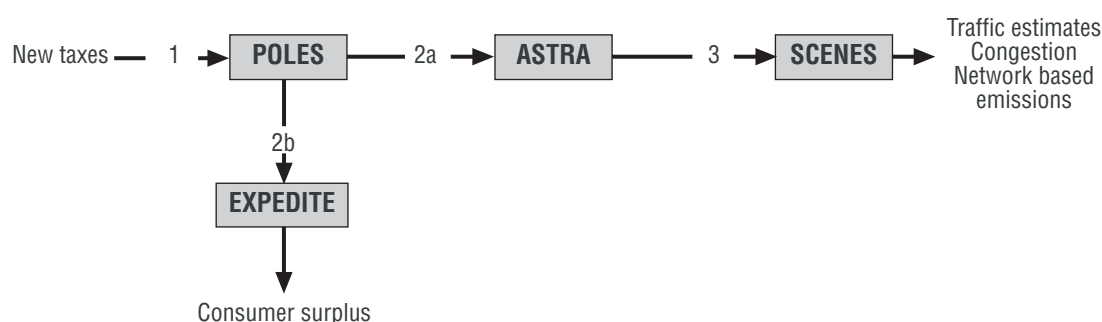 New taxes
1
POLES
2a
ASTRA
3
SCENES
Traffic estimates
Congestion
Network based
emissions
2b
EXPEDITE
Consumer surplus